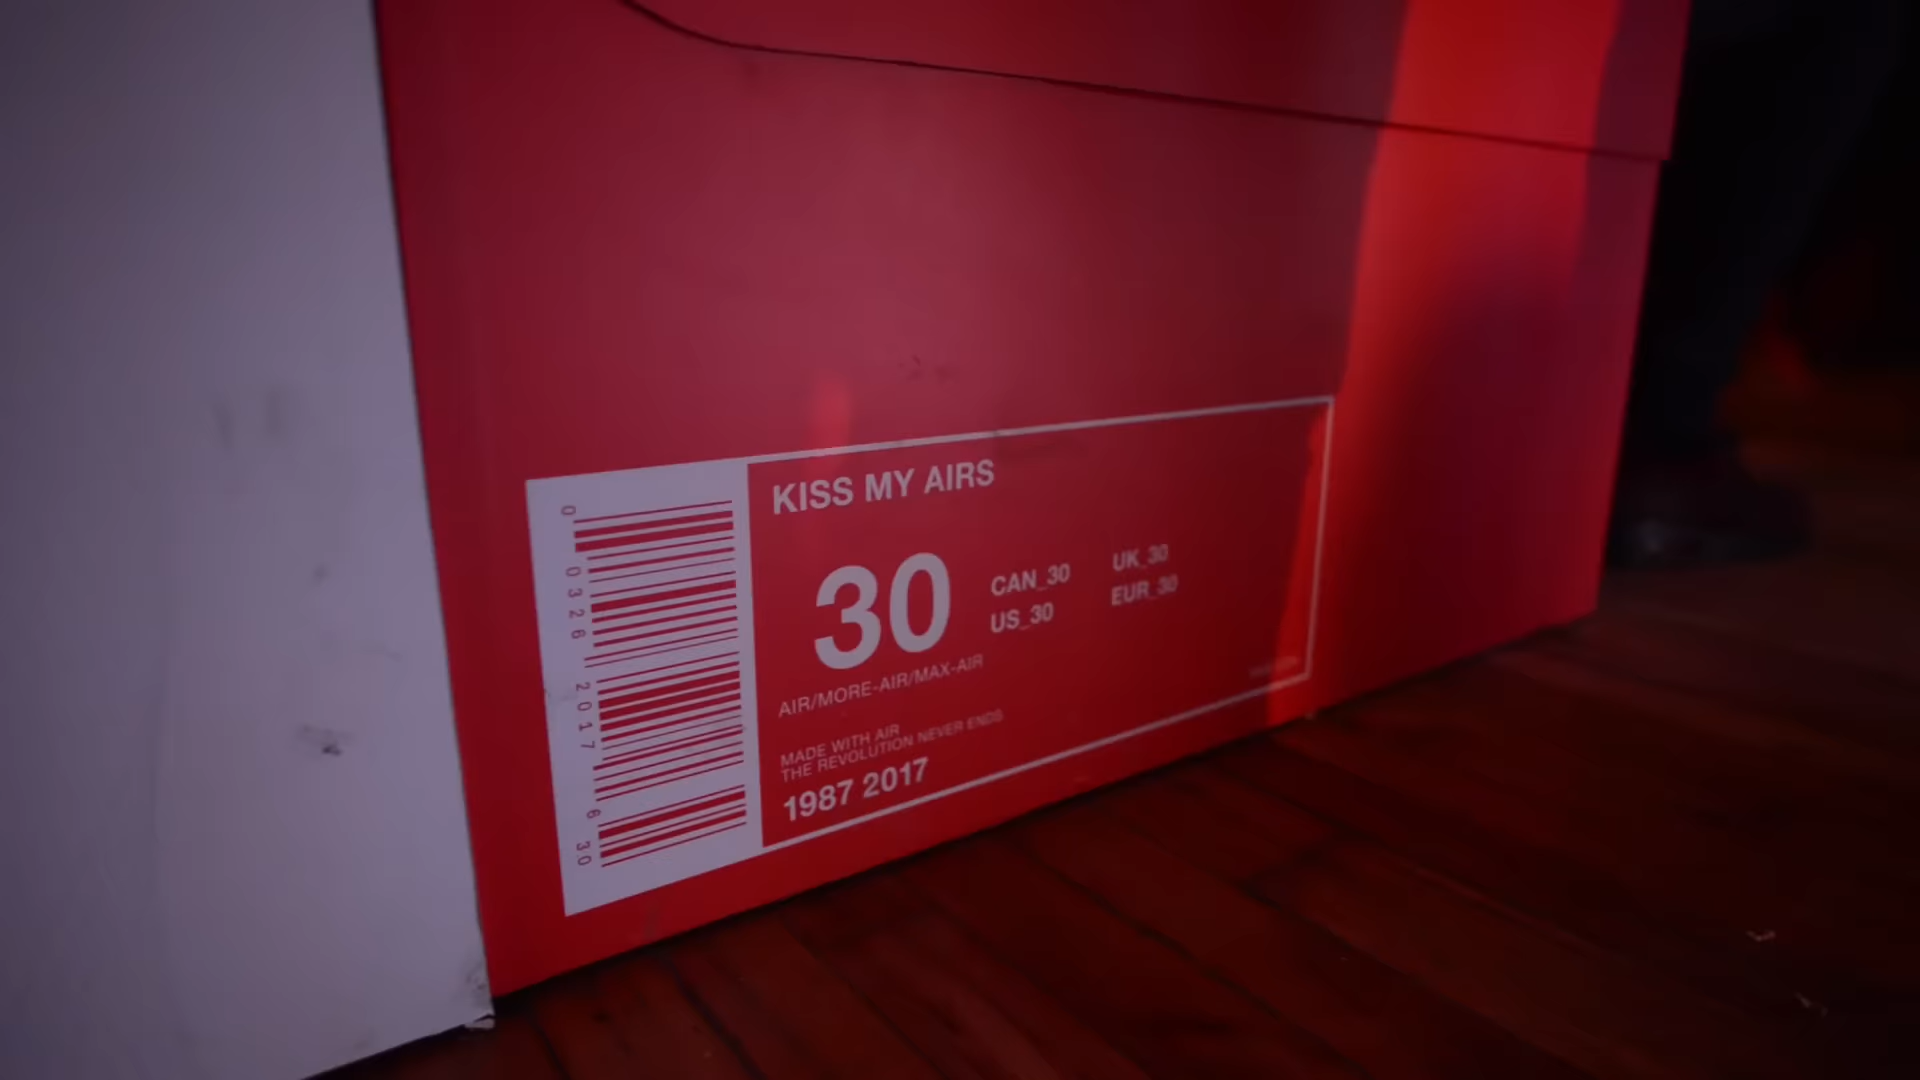 KISS MY AIRS
30
CAN_30 UK_30
US_30 EUR_30
AIR/MORE-AIR/MAX-AIR
MADE WITH AIR
THE REVOLUTION NEVER ENDS
1987 2017
0 0326 2017 6 30